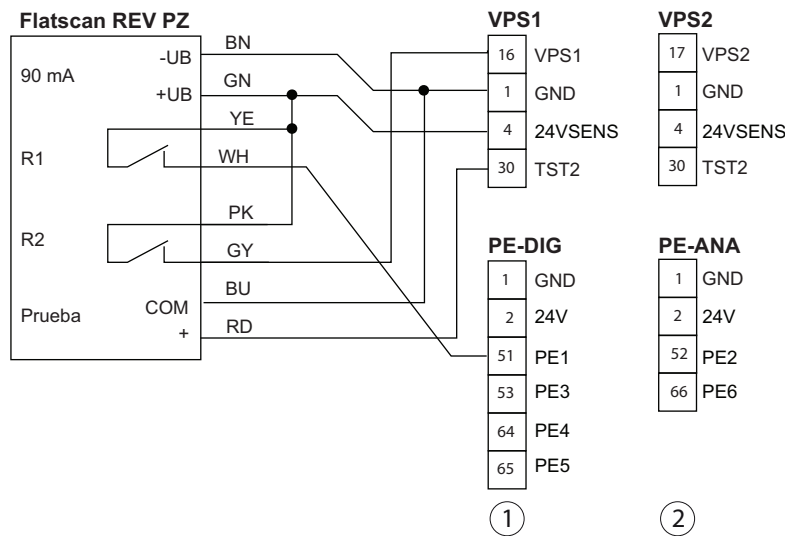 Flatscan REV PZ
90 mA
-UB
+UB
R1
R2
Prueba
COM
+
BN
GN
YE
WH
PK
GY
BU
RD
VPS1
16 VPS1
1 GND
4 24VSENS
30 TST2
VPS2
17 VPS2
1 GND
4 24VSENS
30 TST2
PE-DIG
1 GND
2 24V
51 PE1
53 PE3
64 PE4
65 PE5
PE-ANA
1 GND
2 24V
52 PE2
66 PE6
1
2